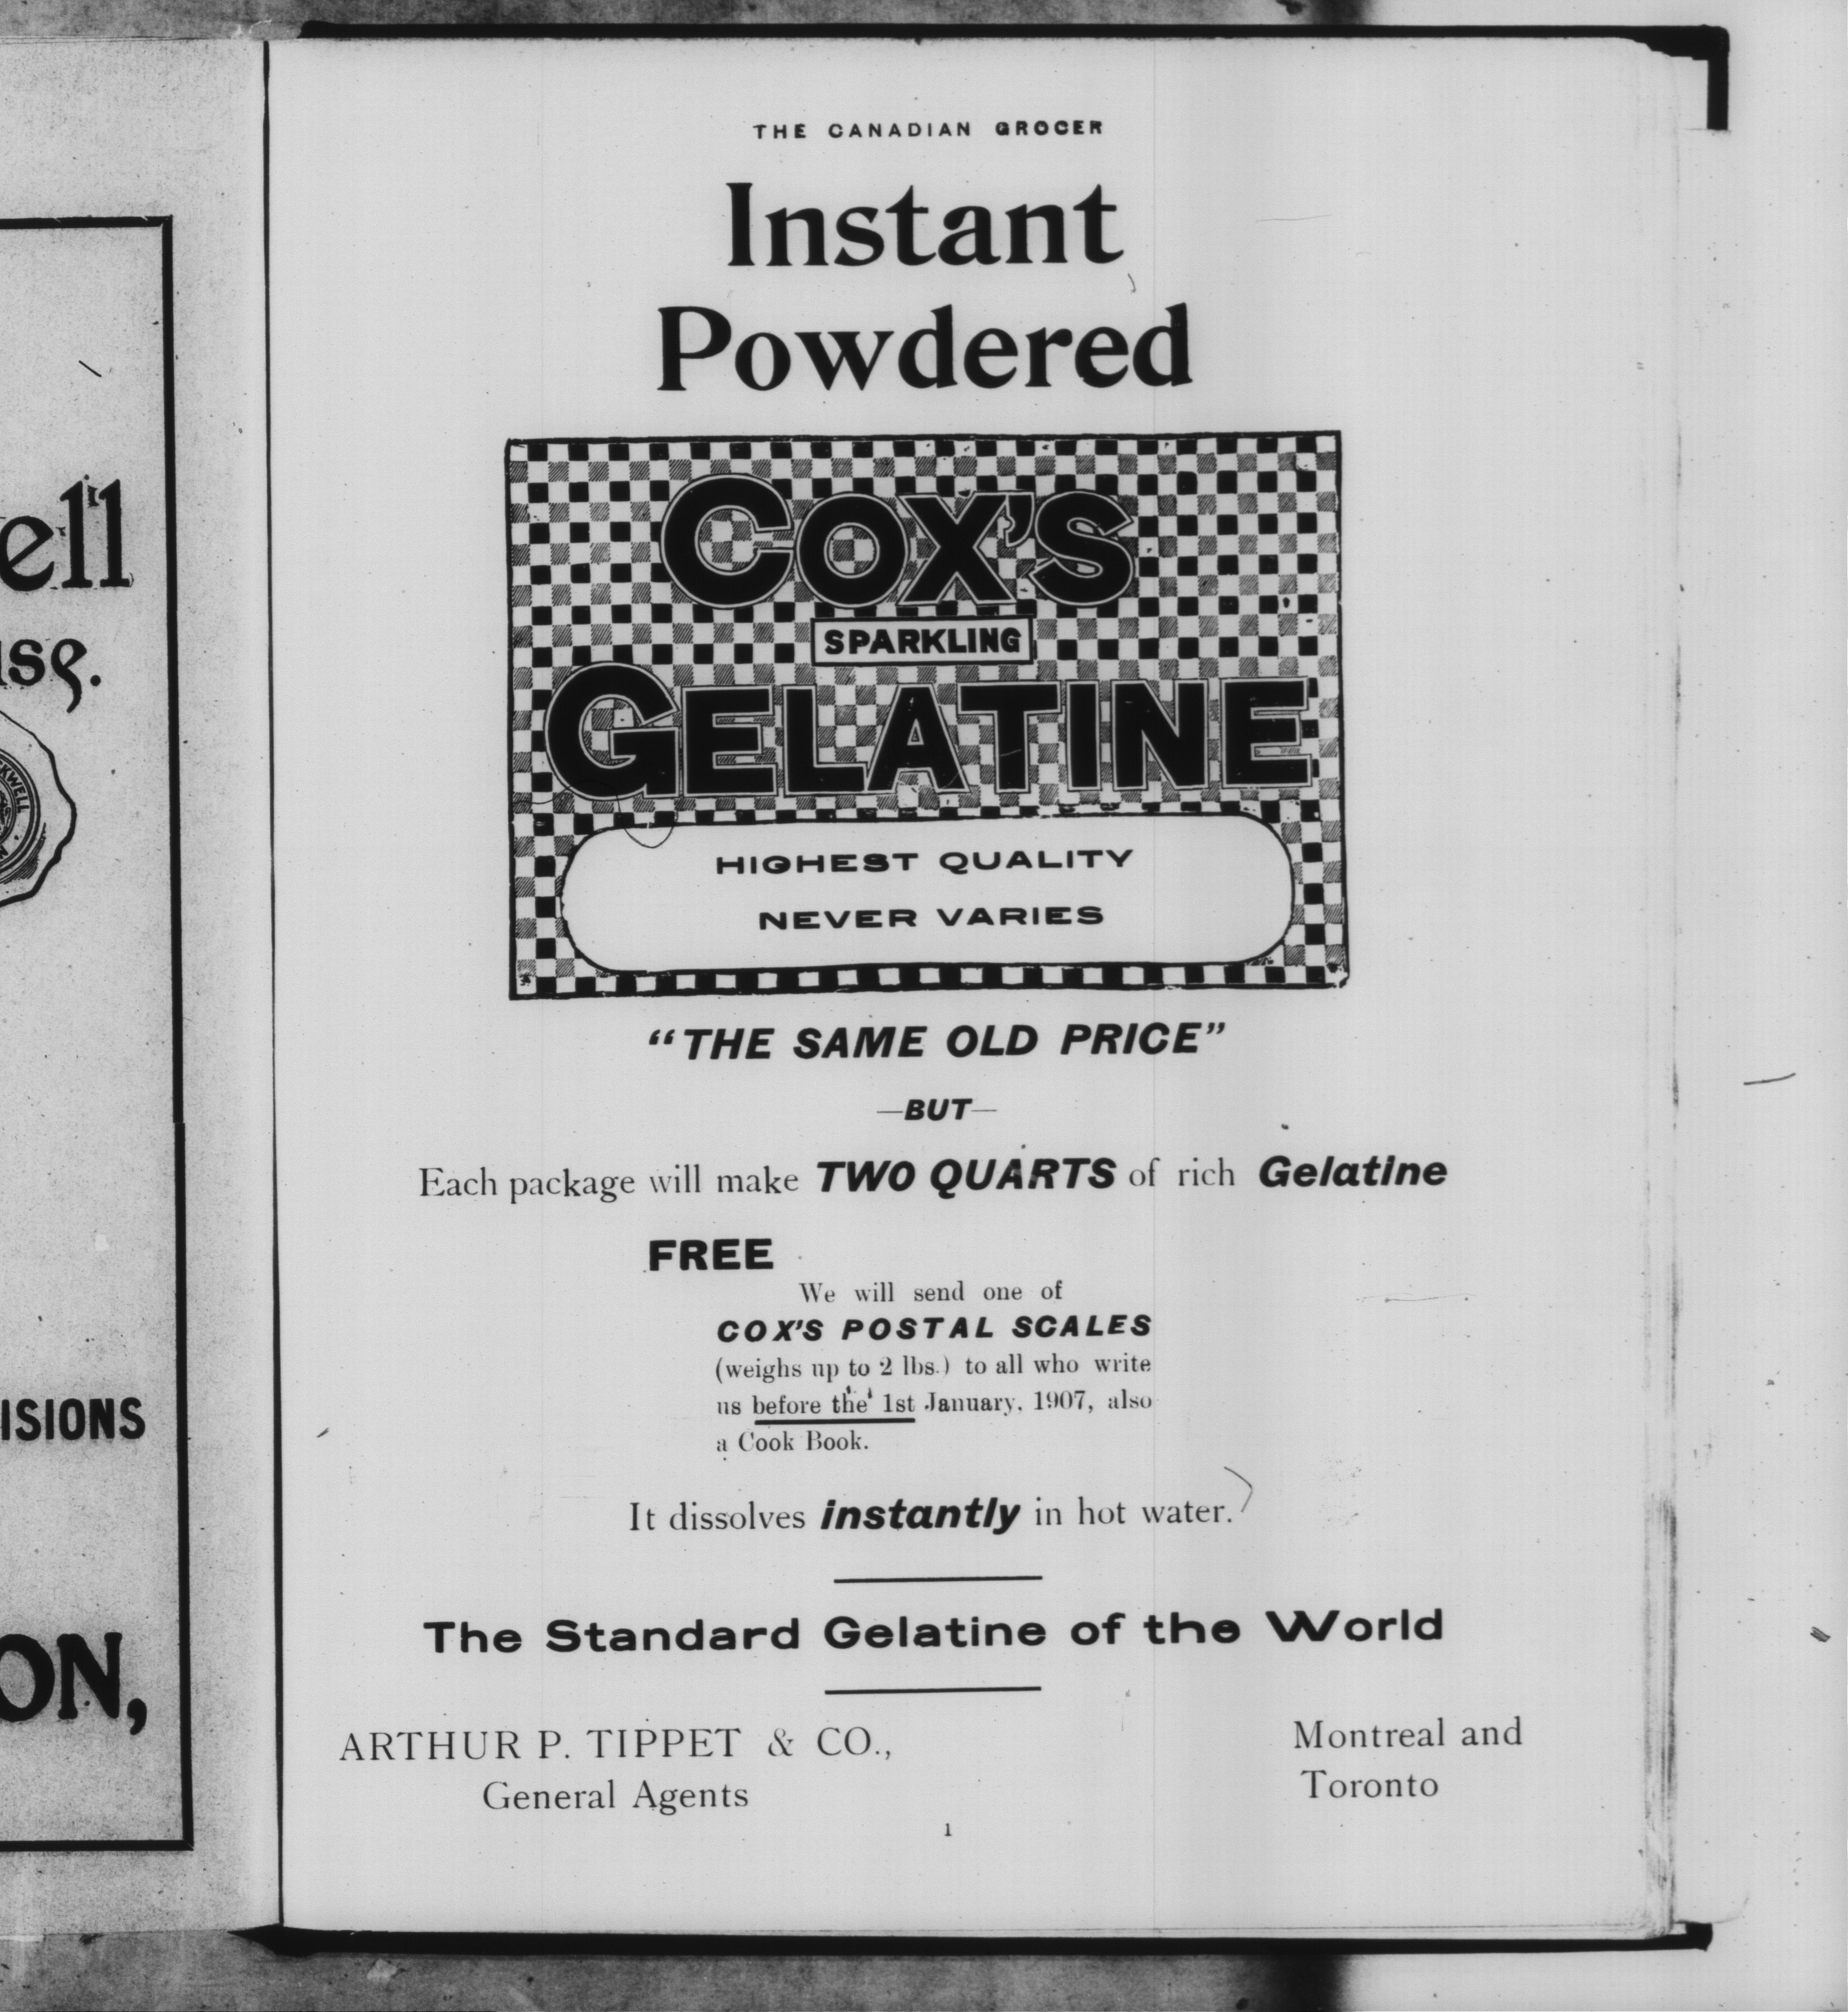 THE CANADIAN GROCER
Instant
Powdered
COX'S
SPARKLING
GELATINE
HIGHEST QUALITY
NEVER VARIES
"THE SAME OLD PRICE"
—BUT—
Each package will make TWO QUARTS of rich Gelatine
FREE
We will send one of
COX'S POSTAL SCALES
(weighs up to 2 lbs.) to all who write
us before the 1st January, 1907, also
a Cook Book.
It dissolves instantly in hot water.
The Standard Gelatine of the World
ARTHUR P. TIPPET & CO.,
General Agents
Montreal and
Toronto
1